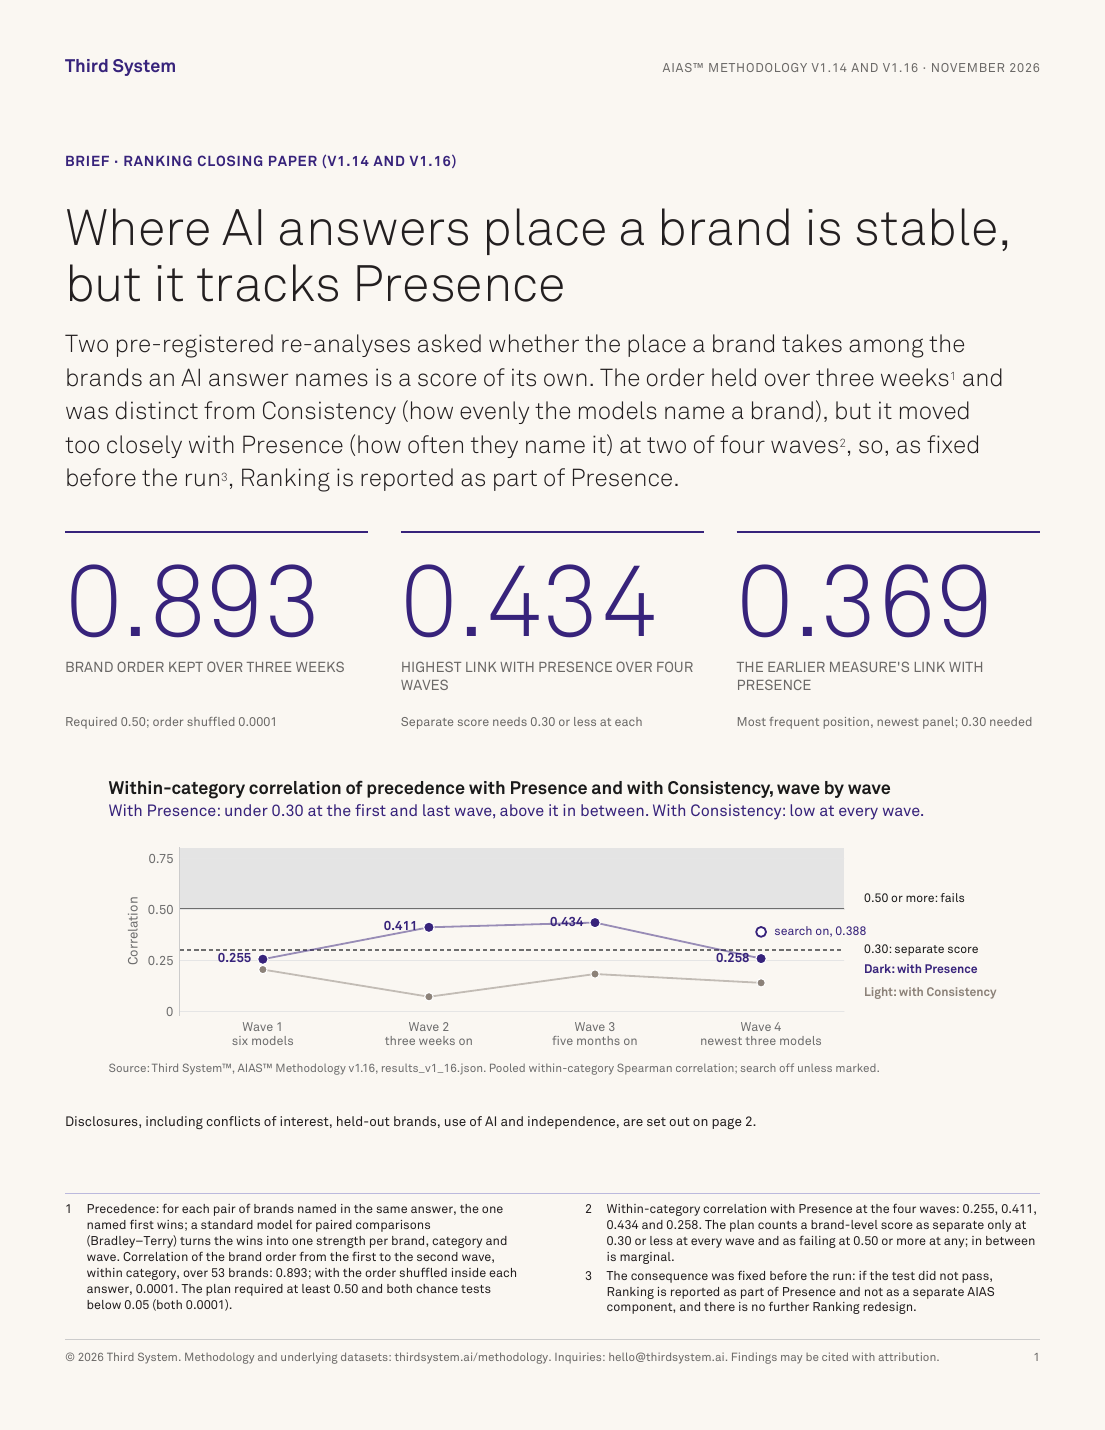 Third System
AIAS™ METHODOLOGY V1.14 AND V1.16 · NOVEMBER 2026
BRIEF · RANKING CLOSING PAPER (V1.14 AND V1.16)
Where AI answers place a brand is stable,
but it tracks Presence
Two pre-registered re-analyses asked whether the place a brand takes among the
brands an AI answer names is a score of its own. The order held over three weeks¹ and
was distinct from Consistency (how evenly the models name a brand), but it moved
too closely with Presence (how often they name it) at two of four waves², so, as fixed
before the run³, Ranking is reported as part of Presence.
0.893
BRAND ORDER KEPT OVER THREE WEEKS
Required 0.50; order shuffled 0.0001
0.434
HIGHEST LINK WITH PRESENCE OVER FOUR
WAVES
Separate score needs 0.30 or less at each
0.369
THE EARLIER MEASURE'S LINK WITH
PRESENCE
Most frequent position, newest panel; 0.30 needed
Within-category correlation of precedence with Presence and with Consistency, wave by wave
With Presence: under 0.30 at the first and last wave, above it in between. With Consistency: low at every wave.
Correlation
0.75
0.50
0.25
0
0.255
0.411
0.434
0.258
search on, 0.388
0.50 or more: fails
0.30: separate score
Dark: with Presence
Light: with Consistency
Wave 1
six models
Wave 2
three weeks on
Wave 3
five months on
Wave 4
newest three models
Source: Third System™, AIAS™ Methodology v1.16, results_v1_16.json. Pooled within-category Spearman correlation; search off unless marked.
Disclosures, including conflicts of interest, held-out brands, use of AI and independence, are set out on page 2.
1 Precedence: for each pair of brands named in the same answer, the one
named first wins; a standard model for paired comparisons
(Bradley–Terry) turns the wins into one strength per brand, category and
wave. Correlation of the brand order from the first to the second wave,
within category, over 53 brands: 0.893; with the order shuffled inside each
answer, 0.0001. The plan required at least 0.50 and both chance tests
below 0.05 (both 0.0001).
2 Within-category correlation with Presence at the four waves: 0.255, 0.411,
0.434 and 0.258. The plan counts a brand-level score as separate only at
0.30 or less at every wave and as failing at 0.50 or more at any; in between
is marginal.
3 The consequence was fixed before the run: if the test did not pass,
Ranking is reported as part of Presence and not as a separate AIAS
component, and there is no further Ranking redesign.
© 2026 Third System. Methodology and underlying datasets: thirdsystem.ai/methodology. Inquiries: hello@thirdsystem.ai. Findings may be cited with attribution.
1